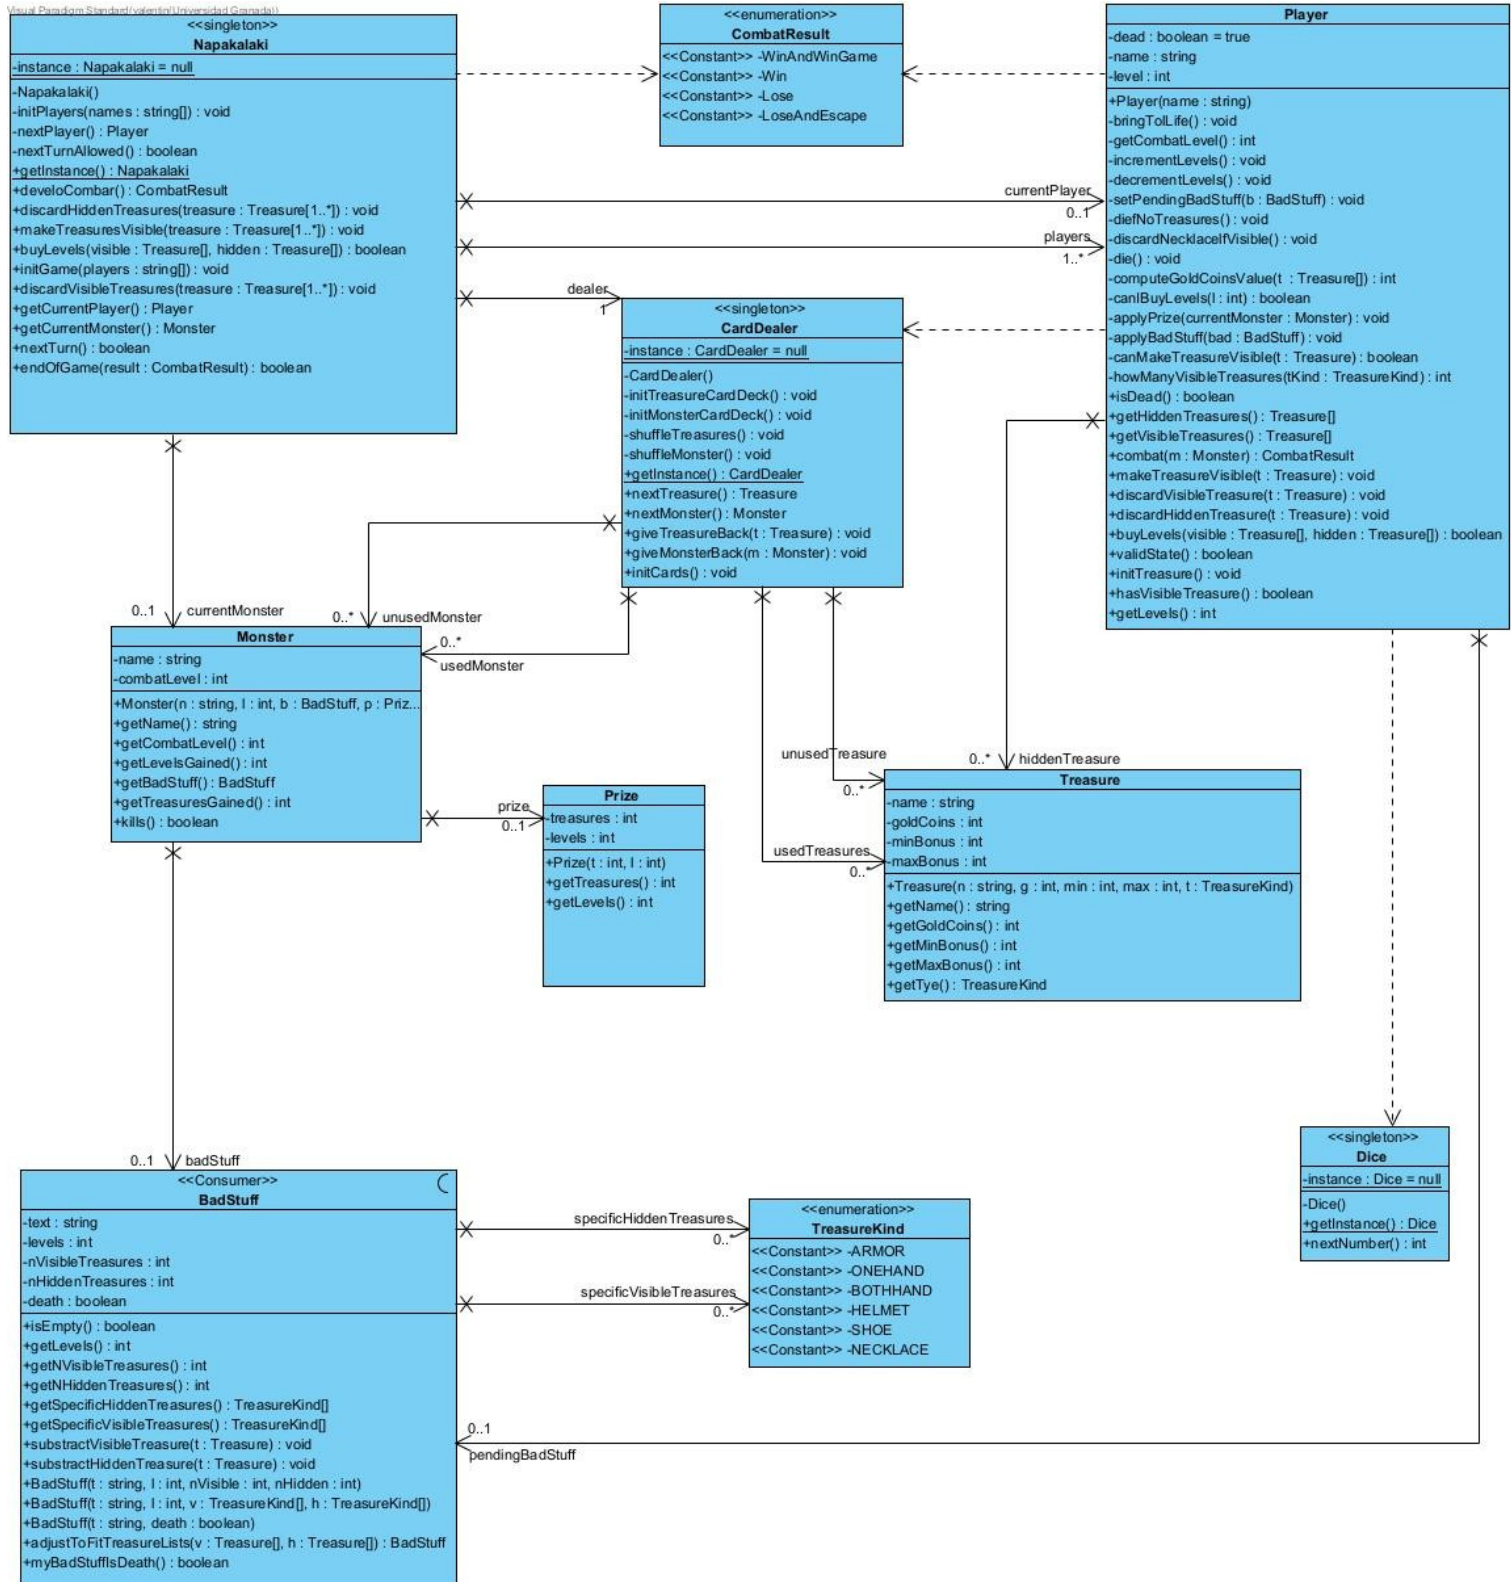 Visual Paradigm Standard(valentin(Universidad Granada))
<<singleton>>
Napakalaki
-instance : Napakalaki = null
-Napakalaki()
-initPlayers(names : string[]) : void
-nextPlayer() : Player
-nextTurnAllowed() : boolean
+getInstance() : Napakalaki
+develoCombar() : CombatResult
+discardHiddenTreasures(treasure : Treasure[1..*]) : void
+makeTreasuresVisible(treasure : Treasure[1..*]) : void
+buyLevels(visible : Treasure[], hidden : Treasure[]) : boolean
+initGame(players : string[]) : void
+discardVisibleTreasures(treasure : Treasure[1..*]) : void
+getCurrentPlayer() : Player
+getCurrentMonster() : Monster
+nextTurn() : boolean
+endOfGame(result : CombatResult) : boolean
<<enumeration>>
CombatResult
<<Constant>> -WinAndWinGame
<<Constant>> -Win
<<Constant>> -Lose
<<Constant>> -LoseAndEscape
Player
-dead : boolean = true
-name : string
-level : int
+Player(name : string)
-bringTolLife() : void
-getCombatLevel() : int
-incrementLevels() : void
-decrementLevels() : void
-setPendingBadStuff(b : BadStuff) : void
-diefNoTreasures() : void
-discardNecklaceIfVisible() : void
-die() : void
-computeGoldCoinsValue(t : Treasure[]) : int
-canIBuyLevels(l : int) : boolean
-applyPrize(currentMonster : Monster) : void
-applyBadStuff(bad : BadStuff) : void
-canMakeTreasureVisible(t : Treasure) : boolean
-howManyVisibleTreasures(tKind : TreasureKind) : int
+isDead() : boolean
+getHiddenTreasures() : Treasure[]
+getVisibleTreasures() : Treasure[]
+combat(m : Monster) : CombatResult
+makeTreasureVisible(t : Treasure) : void
+discardVisibleTreasure(t : Treasure) : void
+discardHiddenTreasure(t : Treasure) : void
+buyLevels(visible : Treasure[], hidden : Treasure[]) : boolean
+validState() : boolean
+initTreasure() : void
+hasVisibleTreasure() : boolean
+getLevels() : int
currentPlayer
0..1
players
1..*
dealer
1
<<singleton>>
CardDealer
-instance : CardDealer = null
-CardDealer()
-initTreasureCardDeck() : void
-initMonsterCardDeck() : void
-shuffleTreasures() : void
-shuffleMonster() : void
+getInstance() : CardDealer
+nextTreasure() : Treasure
+nextMonster() : Monster
+giveTreasureBack(t : Treasure) : void
+giveMonsterBack(m : Monster) : void
+initCards() : void
0..1 currentMonster
0..* unusedMonster
0..*
usedMonster
Monster
-name : string
-combatLevel : int
+Monster(n : string, l : int, b : BadStuff, p : Priz...
+getName() : string
+getCombatLevel() : int
+getLevelsGained() : int
+getBadStuff() : BadStuff
+getTreasuresGained() : int
+kills() : boolean
prize
0..1
Prize
-treasures : int
-levels : int
+Prize(t : int, l : int)
+getTreasures() : int
+getLevels() : int
unusedTreasure
0..*
usedTreasures
0..*
0..* hiddenTreasure
Treasure
-name : string
-goldCoins : int
-minBonus : int
-maxBonus : int
+Treasure(n : string, g : int, min : int, max : int, t : TreasureKind)
+getName() : string
+getGoldCoins() : int
+getMinBonus() : int
+getMaxBonus() : int
+getTye() : TreasureKind
<<singleton>>
Dice
-instance : Dice = null
-Dice()
+getInstance() : Dice
+nextNumber() : int
0..1 badStuff
<<Consumer>>
BadStuff
-text : string
-levels : int
-nVisibleTreasures : int
-nHiddenTreasures : int
-death : boolean
+isEmpty() : boolean
+getLevels() : int
+getNVisibleTreasures() : int
+getNHiddenTreasures() : int
+getSpecificHiddenTreasures() : TreasureKind[]
+getSpecificVisibleTreasures() : TreasureKind[]
+substractVisibleTreasure(t : Treasure) : void
+substractHiddenTreasure(t : Treasure) : void
+BadStuff(t : string, l : int, nVisible : int, nHidden : int)
+BadStuff(t : string, l : int, v : TreasureKind[], h : TreasureKind[])
+BadStuff(t : string, death : boolean)
+adjustToFitTreasureLists(v : Treasure[], h : Treasure[]) : BadStuff
+myBadStuffIsDeath() : boolean
specificHiddenTreasures
0..*
specificVisibleTreasures
0..*
<<enumeration>>
TreasureKind
<<Constant>> -ARMOR
<<Constant>> -ONEHAND
<<Constant>> -BOTHHAND
<<Constant>> -HELMET
<<Constant>> -SHOE
<<Constant>> -NECKLACE
0..1
pendingBadStuff